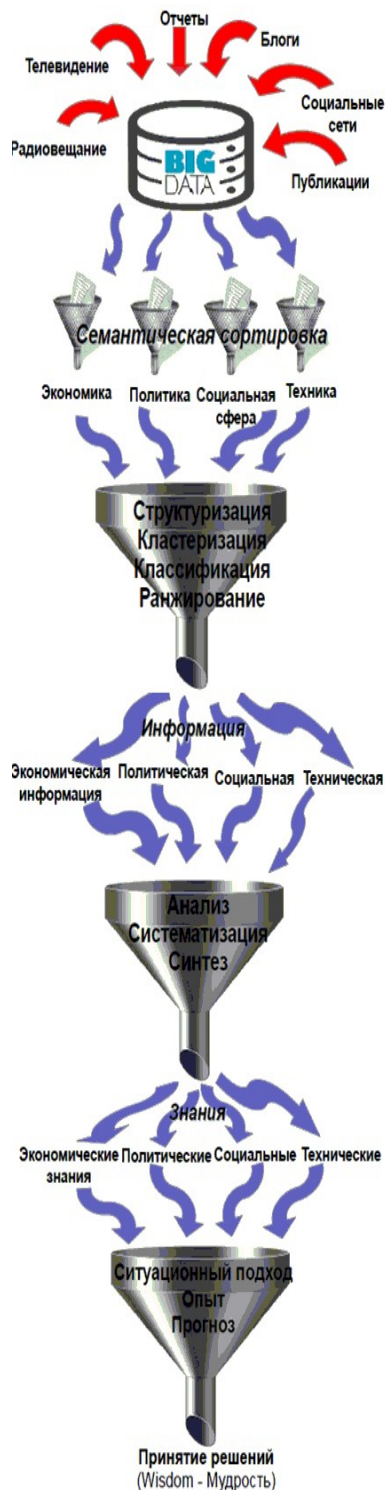 Отчеты
Блоги
Телевидение
Социальные
сети
Радиовещание
Публикации
BIG
DATA
Семантическая сортировка
Экономика
Политика
Социальная
сфера
Техника
Структуризация
Кластеризация
Классификация
Ранжирование
Информация
Экономическая
информация
Политическая
Социальная
Техническая
Анализ
Систематизация
Синтез
Знания
Экономические
знания
Политические
Социальные
Технические
Ситуационный подход
Опыт
Прогноз
Принятие решений
(Wisdom - Мудрость)